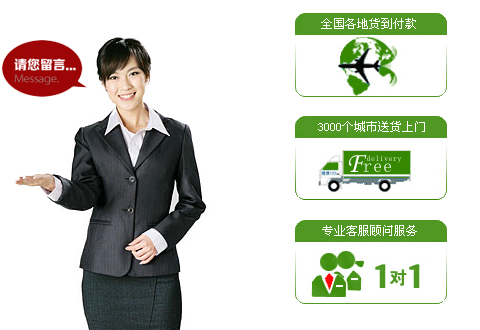 请您留言...
Message.
全国各地货到付款
3000个城市送货上门
Free delivery
专业客服顾问服务
1对1